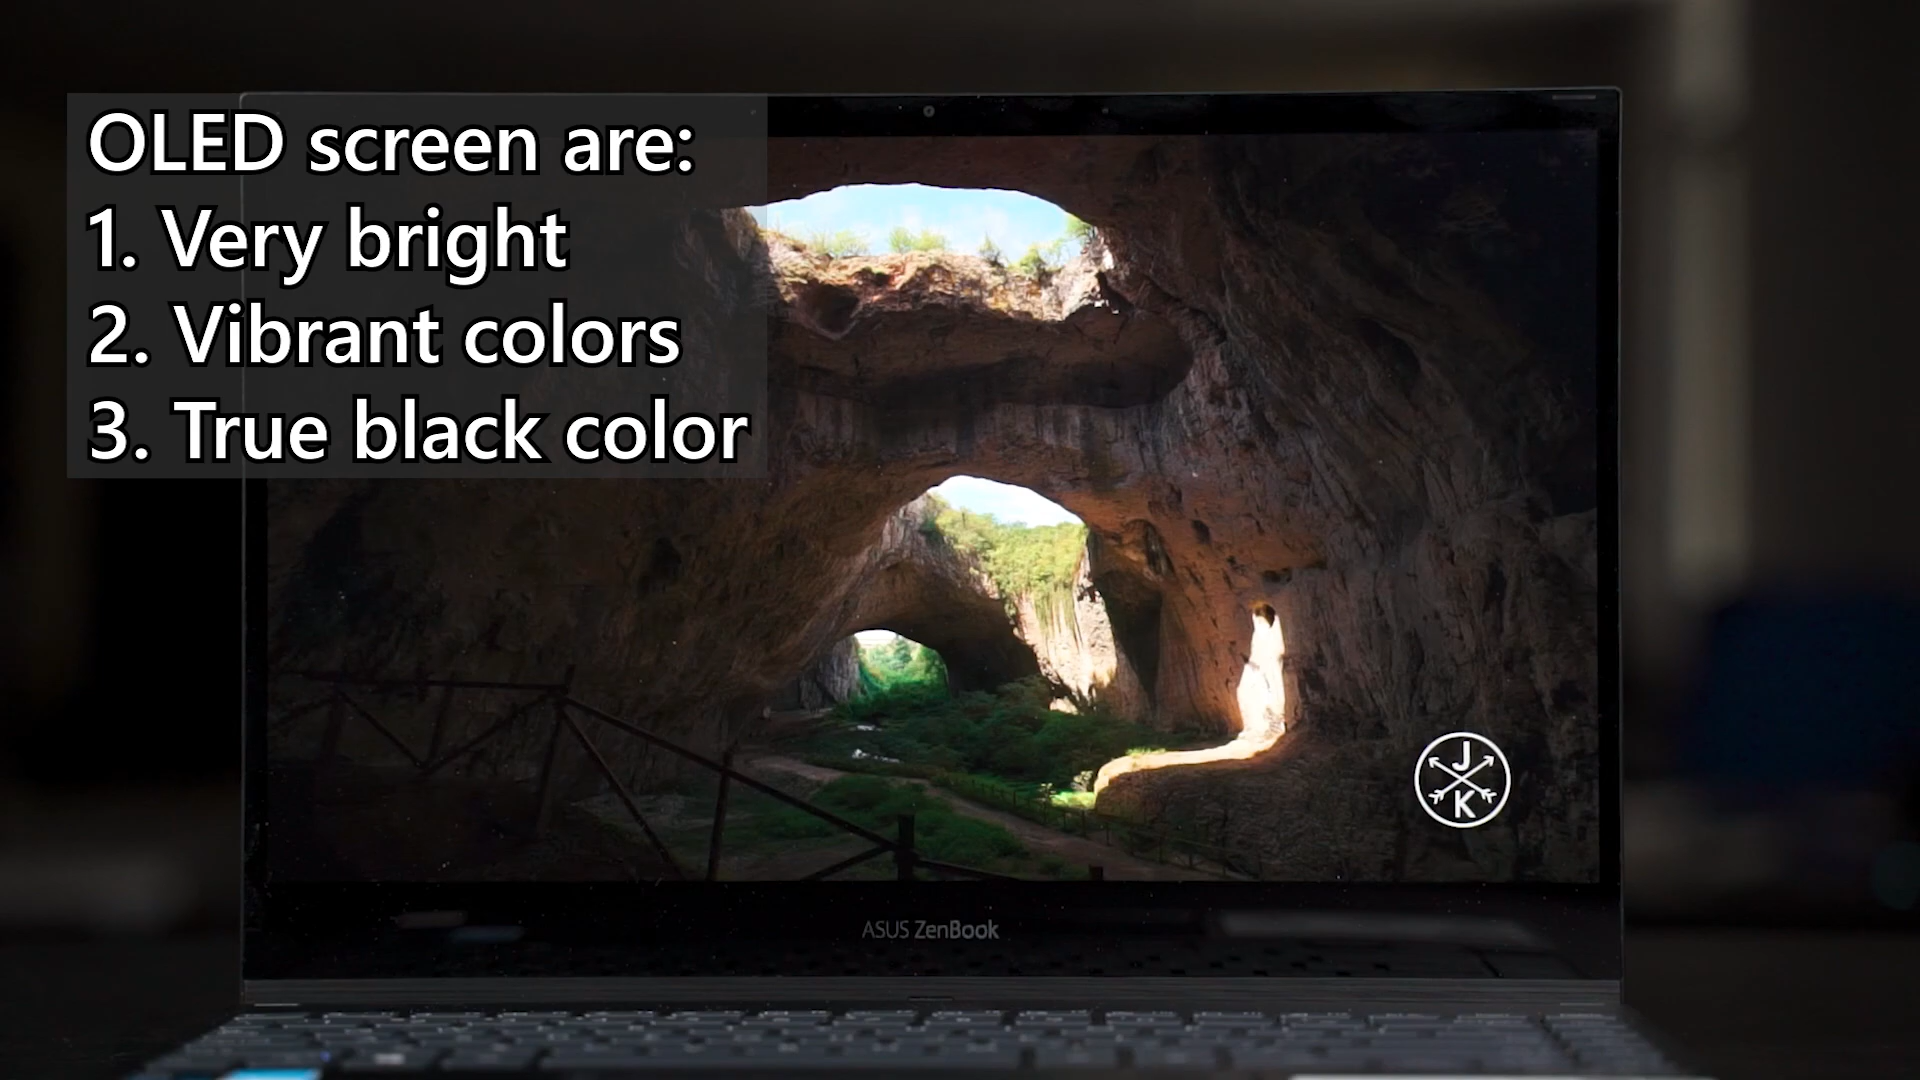 OLED screen are:
1. Very bright
2. Vibrant colors
3. True black color
J
K
ASUS ZenBook